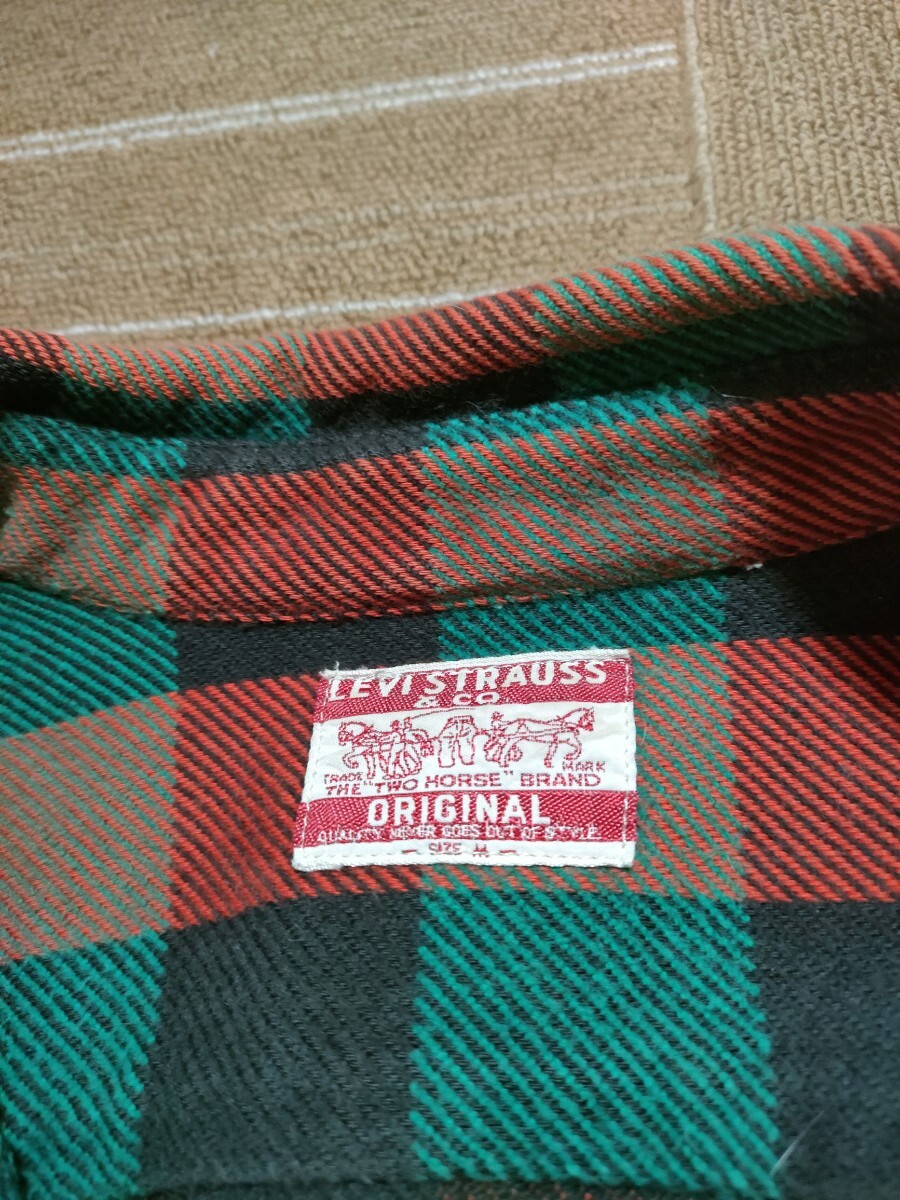 LEVI STRAUSS
& CO
TRADE MARK
THE "TWO HORSE" BRAND
ORIGINAL
QUALITY NEVER GOES OUT OF STYLE
— SIZE M —